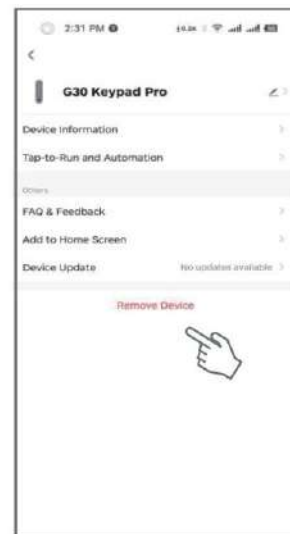 2:31 PM
G30 Keypad Pro
Device Information
Tap-to-Run and Automation
Others
FAQ & Feedback
Add to Home Screen
Device Update No updates available
Remove Device